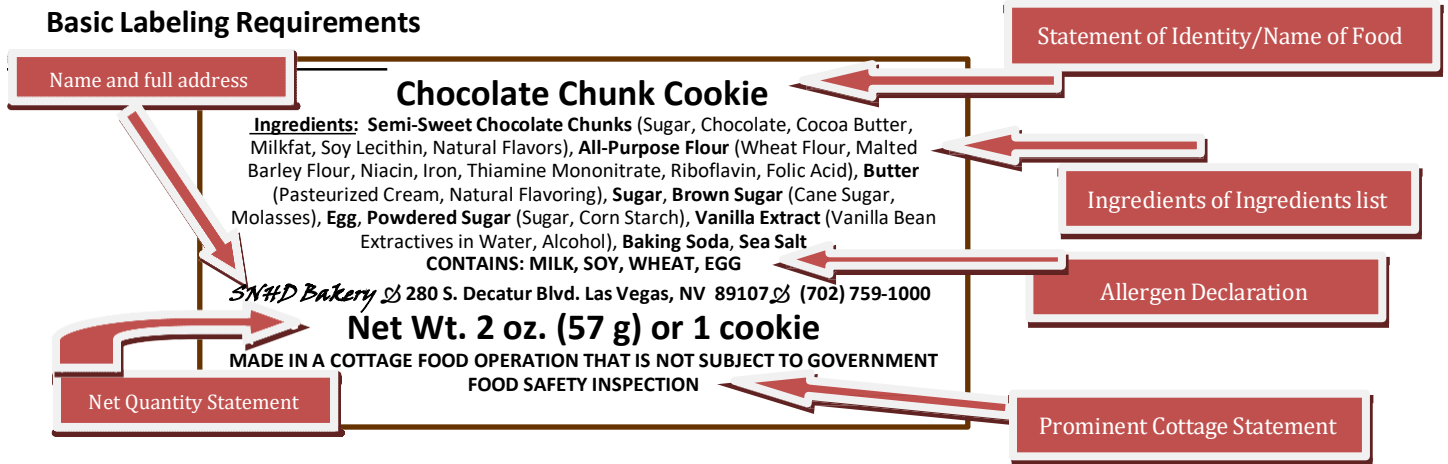 Basic Labeling Requirements
Statement of Identity/Name of Food
Name and full address
Chocolate Chunk Cookie
Ingredients: Semi-Sweet Chocolate Chunks (Sugar, Chocolate, Cocoa Butter,
Milkfat, Soy Lecithin, Natural Flavors), All-Purpose Flour (Wheat Flour, Malted
Barley Flour, Niacin, Iron, Thiamine Mononitrate, Riboflavin, Folic Acid), Butter
(Pasteurized Cream, Natural Flavoring), Sugar, Brown Sugar (Cane Sugar,
Molasses), Egg, Powdered Sugar (Sugar, Corn Starch), Vanilla Extract (Vanilla Bean
Extractives in Water, Alcohol), Baking Soda, Sea Salt
Ingredients of Ingredients list
CONTAINS: MILK, SOY, WHEAT, EGG
Allergen Declaration
SNHD Bakery 280 S. Decatur Blvd. Las Vegas, NV 89107 (702) 759-1000
Net Wt. 2 oz. (57 g) or 1 cookie
MADE IN A COTTAGE FOOD OPERATION THAT IS NOT SUBJECT TO GOVERNMENT
FOOD SAFETY INSPECTION
Net Quantity Statement
Prominent Cottage Statement